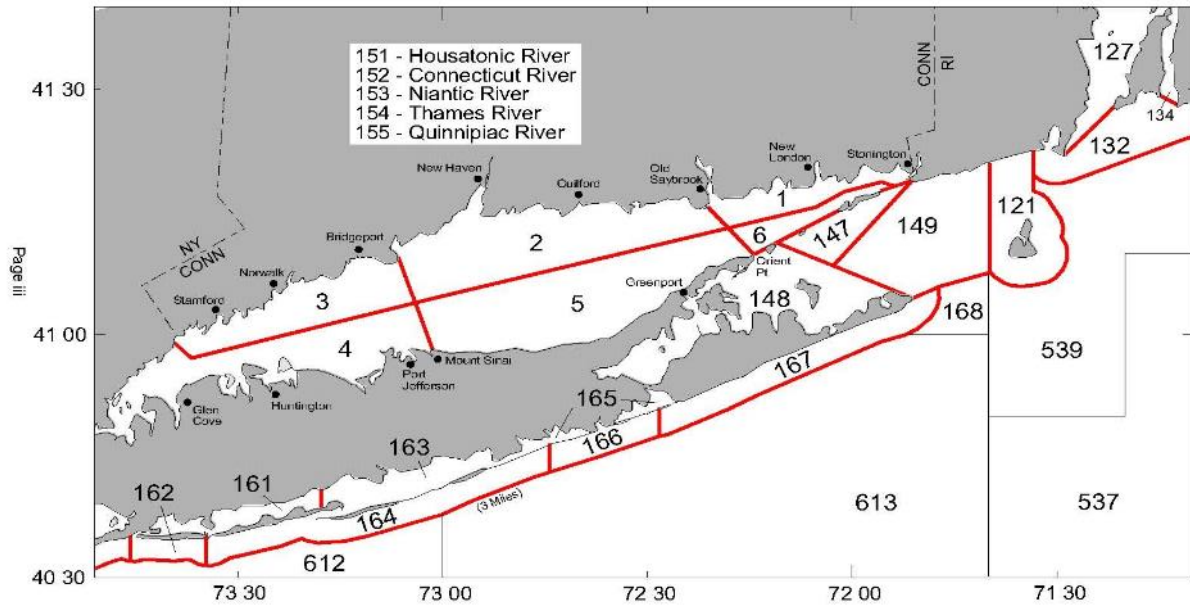 127
41 30
151 - Housatonic River
152 - Connecticut River
153 - Niantic River
154 - Thames River
155 - Quinnipiac River
CONN
RI
134
132
New Haven
Guilford
Old
Saybrook
New
London
Stonington
1
121
2
6
147
149
Bridgeport
NY
CONN
Norwalk
Stamford
Orient
Pt
Greenport
148
3
5
Page iii
41 00
4
168
Mount Sinai
Port
Jefferson
167
539
Glen
Cove
Huntington
165
166
163
161
162
164
(3 Miles)
613
537
612
40 30
73 30
73 00
72 30
72 00
71 30